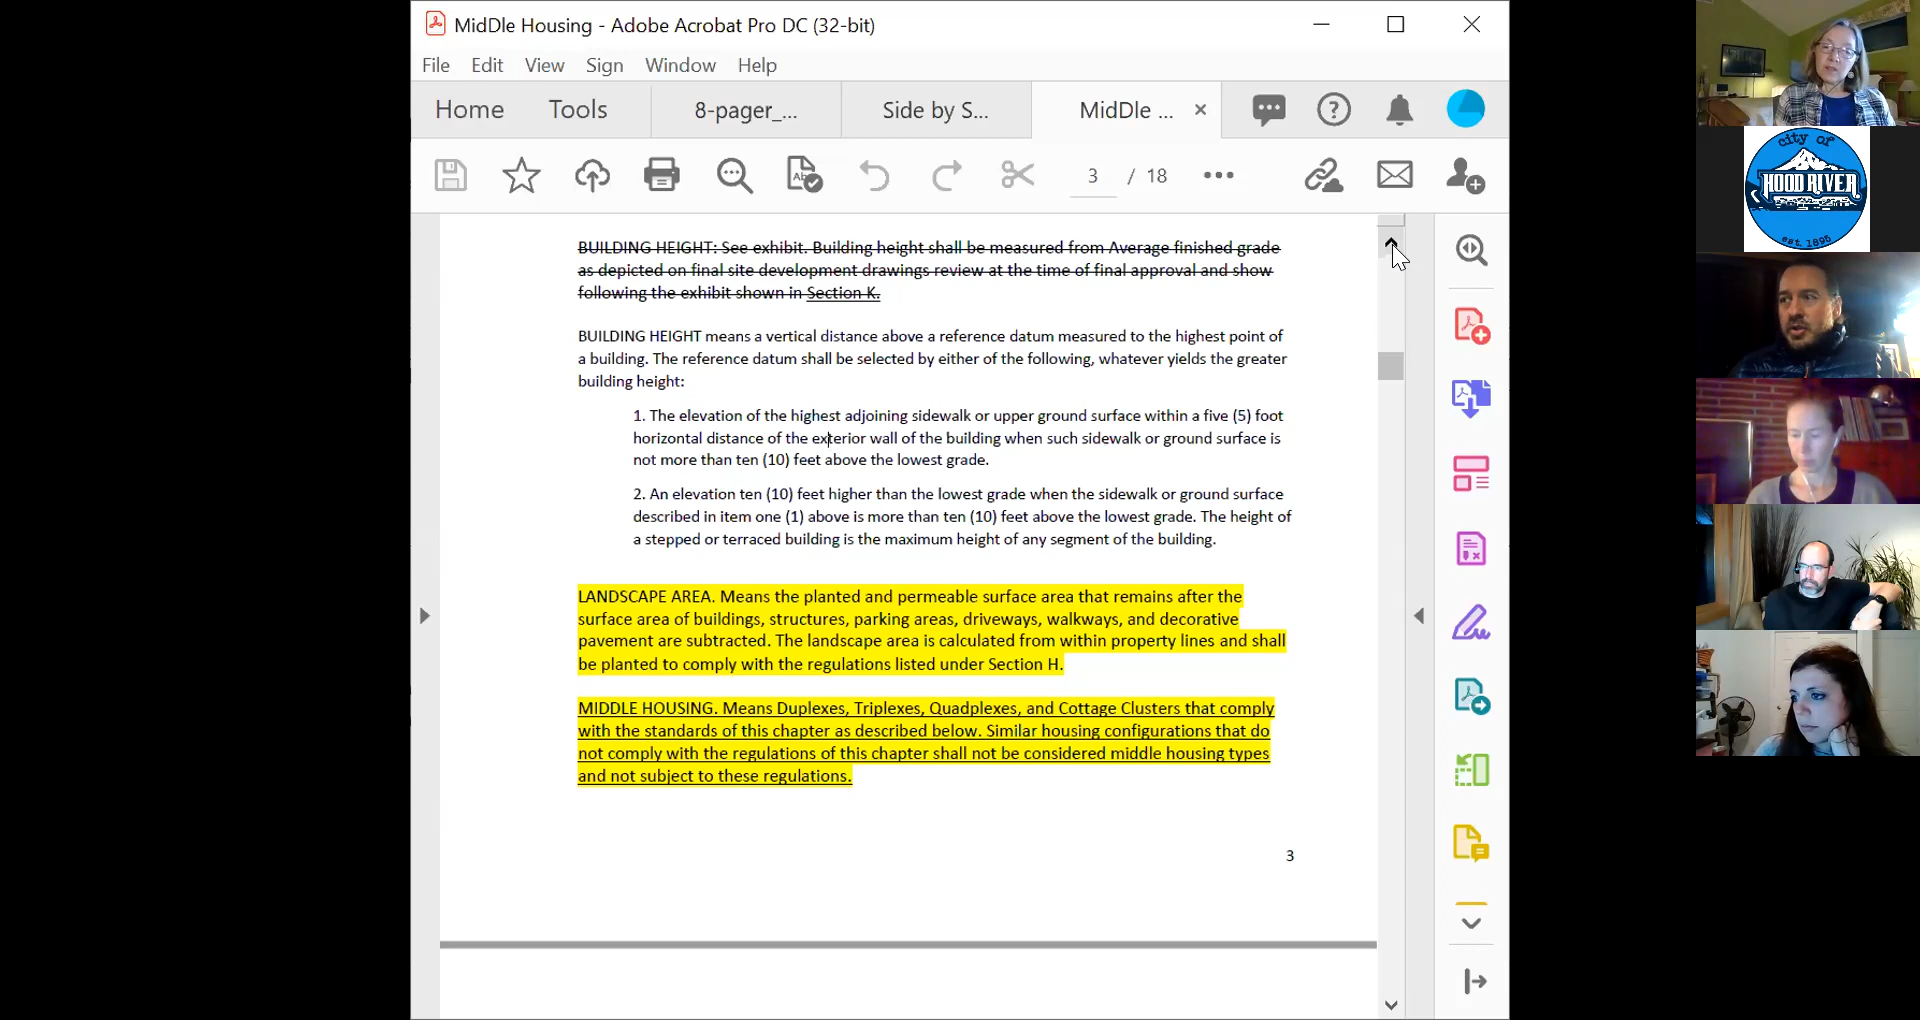 MidDle Housing - Adobe Acrobat Pro DC (32-bit)
File Edit View Sign Window Help
Home Tools 8-pager_... Side by S... MidDle ...
3 / 18
BUILDING HEIGHT: See exhibit. Building height shall be measured from Average finished grade
as depicted on final site development drawings review at the time of final approval and show
following the exhibit shown in Section K.
BUILDING HEIGHT means a vertical distance above a reference datum measured to the highest point of
a building. The reference datum shall be selected by either of the following, whatever yields the greater
building height:
1. The elevation of the highest adjoining sidewalk or upper ground surface within a five (5) foot
horizontal distance of the exterior wall of the building when such sidewalk or ground surface is
not more than ten (10) feet above the lowest grade.
2. An elevation ten (10) feet higher than the lowest grade when the sidewalk or ground surface
described in item one (1) above is more than ten (10) feet above the lowest grade. The height of
a stepped or terraced building is the maximum height of any segment of the building.
LANDSCAPE AREA. Means the planted and permeable surface area that remains after the
surface area of buildings, structures, parking areas, driveways, walkways, and decorative
pavement are subtracted. The landscape area is calculated from within property lines and shall
be planted to comply with the regulations listed under Section H.
MIDDLE HOUSING. Means Duplexes, Triplexes, Quadplexes, and Cottage Clusters that comply
with the standards of this chapter as described below. Similar housing configurations that do
not comply with the regulations of this chapter shall not be considered middle housing types
and not subject to these regulations.
3
city of
HOOD RIVER
est. 1895